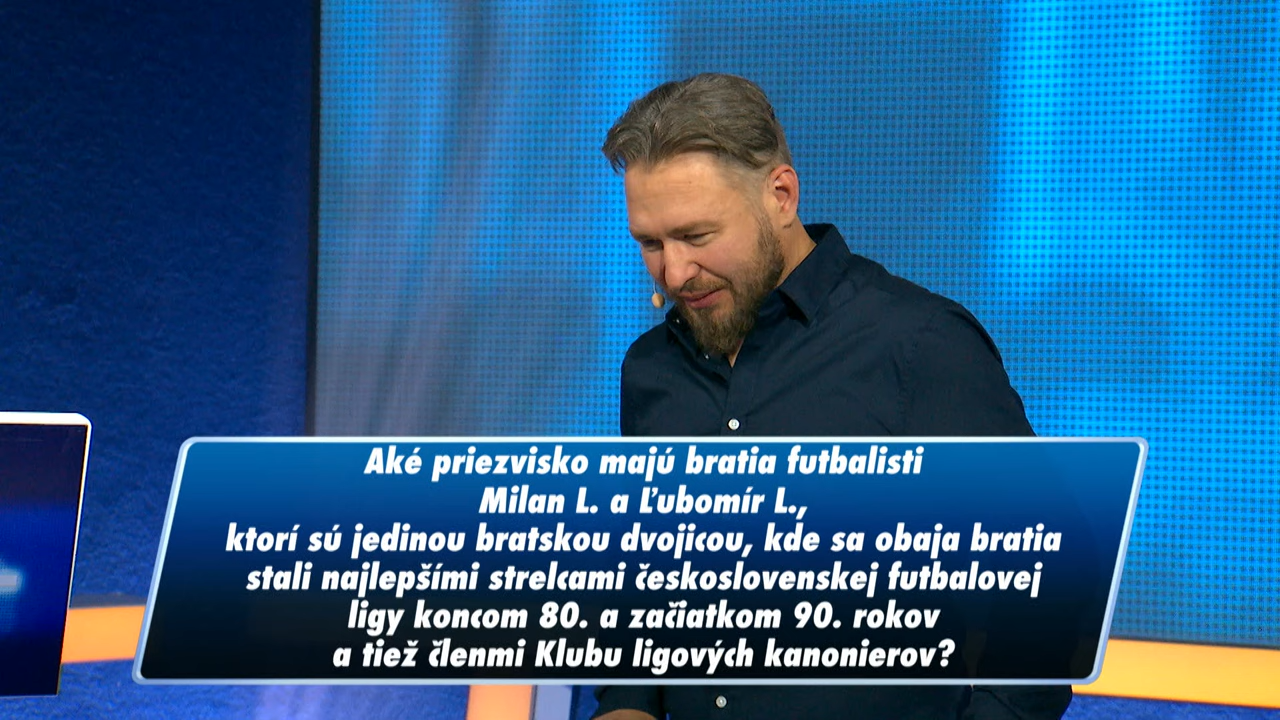 Aké priezvisko majú bratia futbalisti
Milan L. a Ľubomír L.,
ktorí sú jedinou bratskou dvojicou, kde sa obaja bratia
stali najlepšími strelcami československej futbalovej
ligy koncom 80. a začiatkom 90. rokov
a tiež členmi Klubu ligových kanonierov?